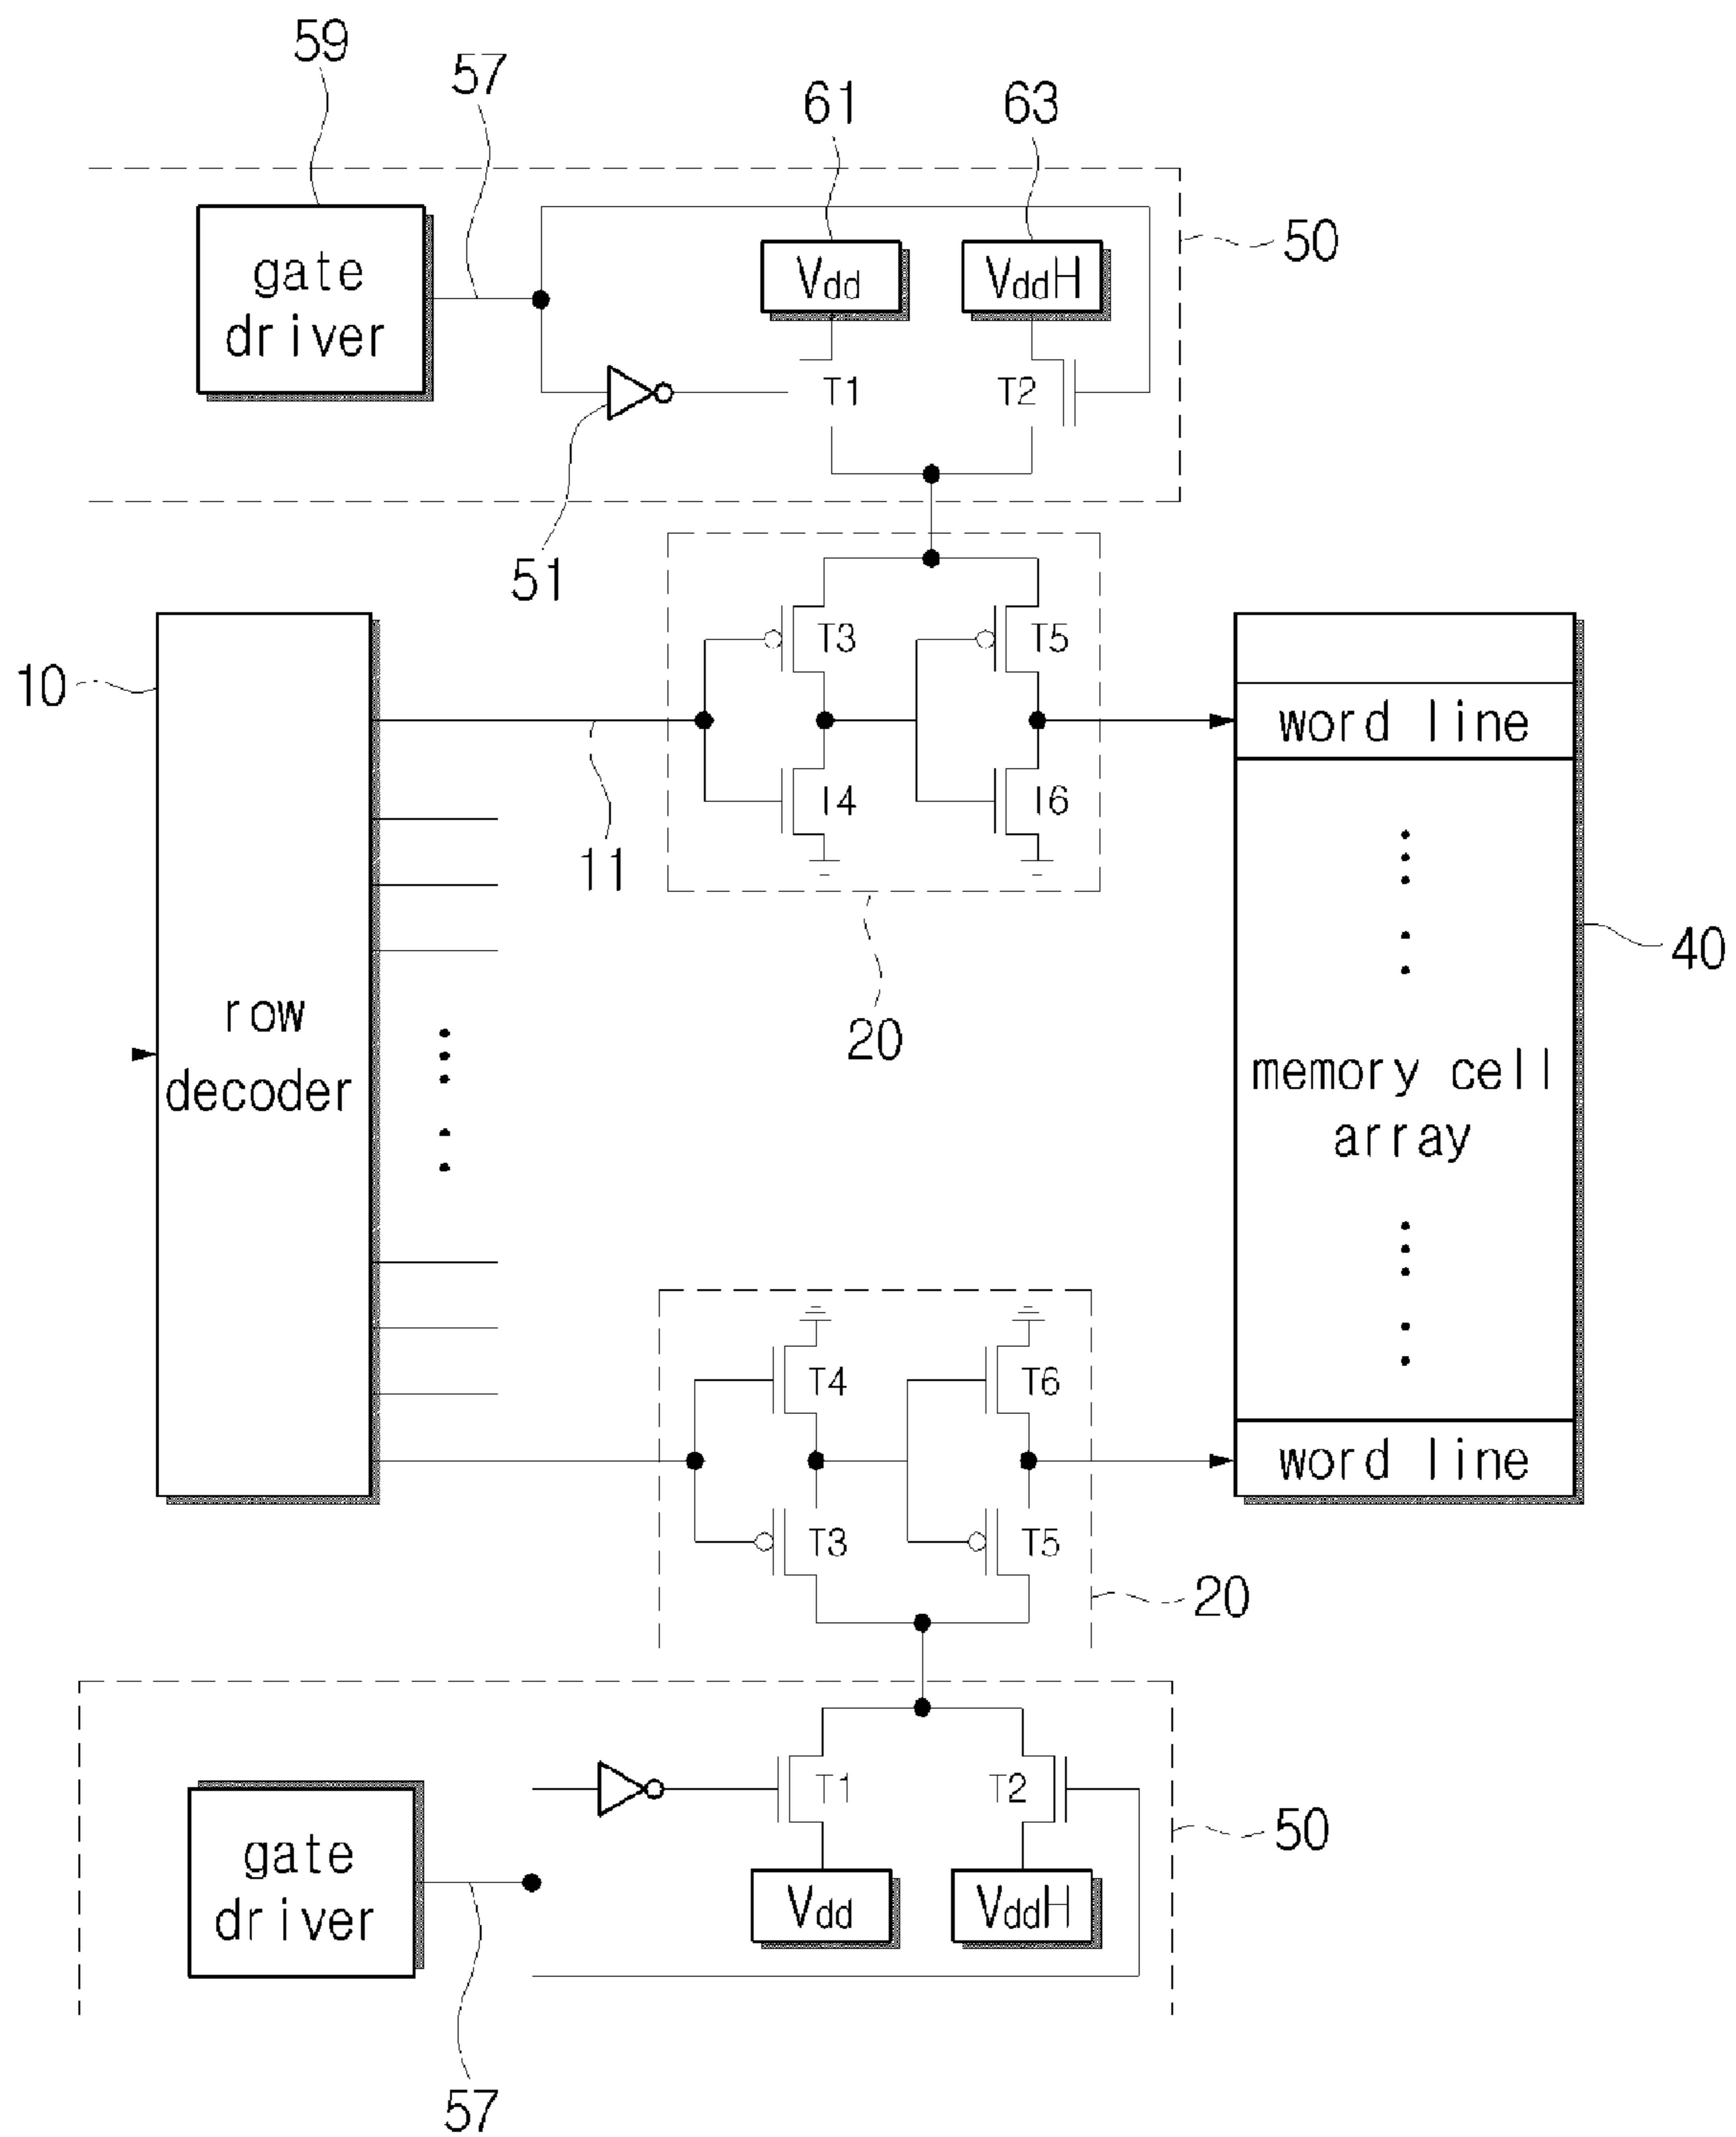 59
57
61
63
50
gate
driver
Vdd
VddH
T1
T2
51
10
T3
T5
word line
I4
I6
11
20
40
row
decoder
memory cell
array
T4
T6
word line
T3
T5
20
T1
T2
50
gate
driver
Vdd
VddH
57